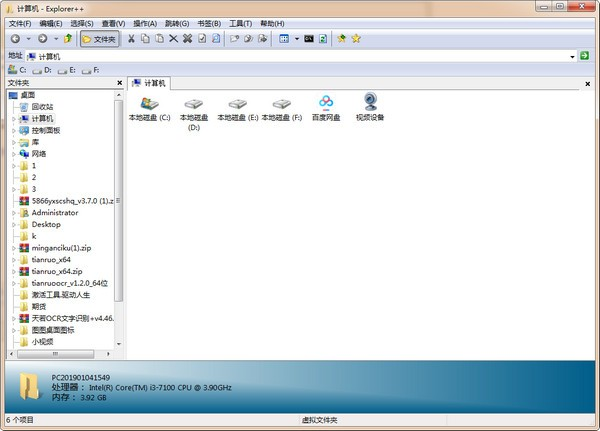 计算机 - Explorer++
文件(F) 编辑(E) 选择(S) 查看(V) 操作(A) 跳转(G) 书签(B) 工具(T) 帮助(H)
文件夹
地址 计算机
C: D: E: F:
文件夹
计算机
桌面
回收站
计算机
控制面板
库
网络
1
2
3
5866yxscshq_v3.7.0 (1).z
Administrator
Desktop
k
minganciku(1).zip
tianruo_x64
tianruo_x64.zip
tianruoocr_v1.2.0_64位
激活工具.驱动人生
期货
天若OCR文字识别+v4.46.
图图桌面图标
小视频
本地磁盘 (C:)
本地磁盘 (D:)
本地磁盘 (E:)
本地磁盘 (F:)
百度网盘
视频设备
PC201901041549
处理器： Intel(R) Core(TM) i3-7100 CPU @ 3.90GHz
内存： 3.92 GB
6 个项目 虚拟文件夹